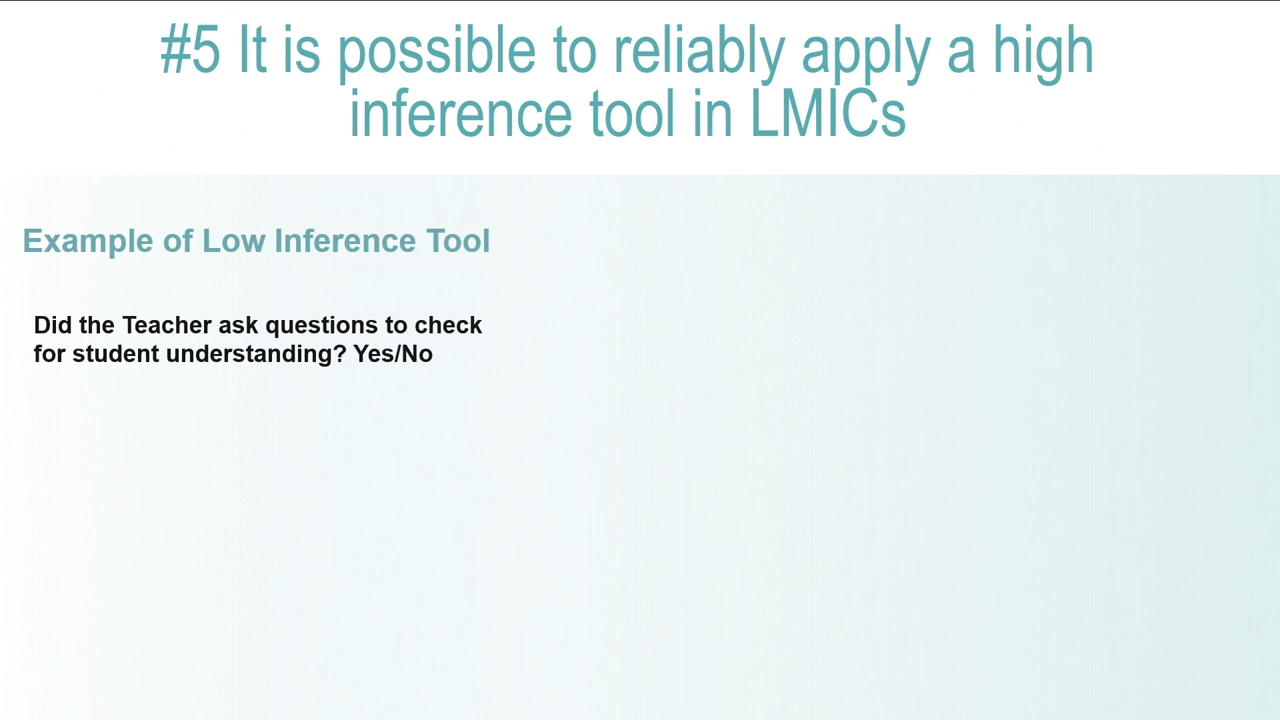 #5 It is possible to reliably apply a high
inference tool in LMICs
Example of Low Inference Tool
Did the Teacher ask questions to check
for student understanding? Yes/No